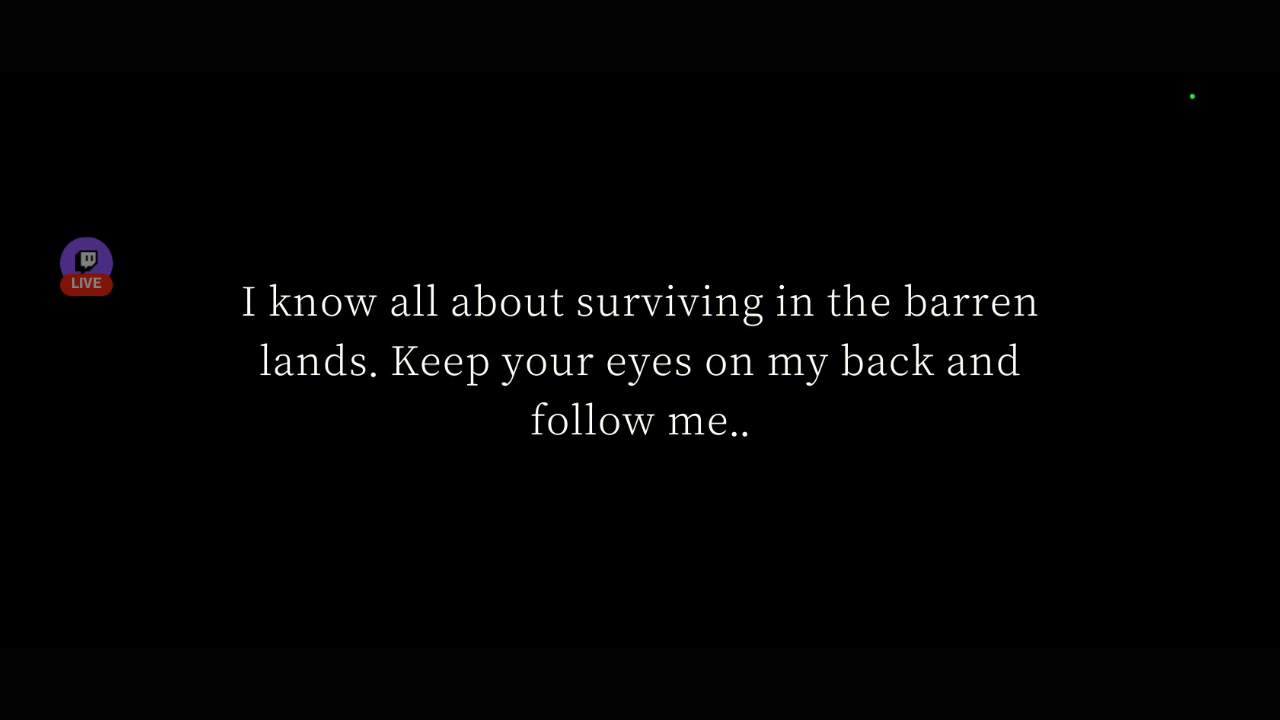 LIVE
I know all about surviving in the barren
lands. Keep your eyes on my back and
follow me..